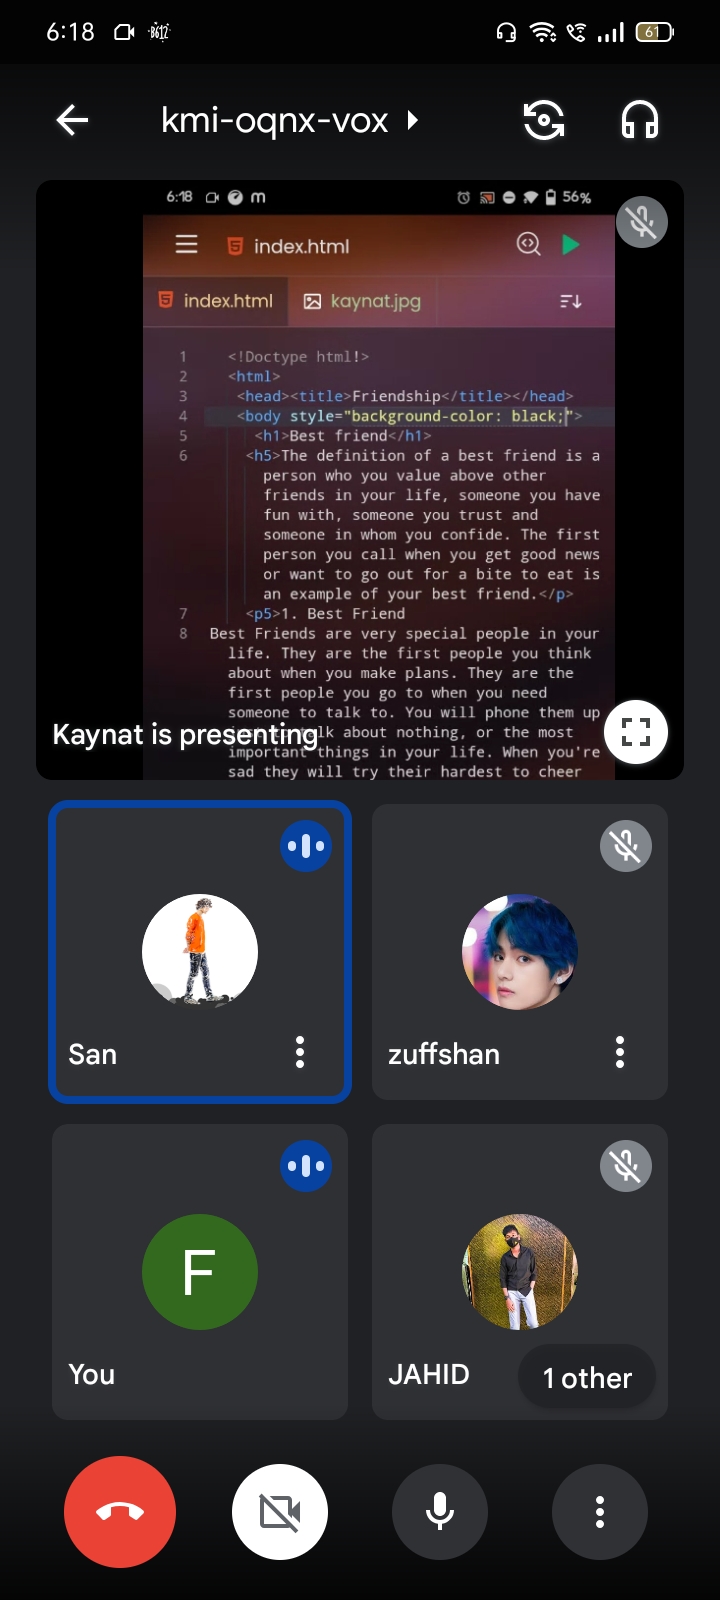 6:18 B612 61
kmi-oqnx-vox
6:18 m 56%
index.html
index.html kaynat.jpg
1 <!Doctype html!>
2 <html>
3 <head><title>Friendship</title></head>
4 <body style="background-color: black;">
5 <h1>Best friend</h1>
6 <h5>The definition of a best friend is a
person who you value above other
friends in your life, someone you have
fun with, someone you trust and
someone in whom you confide. The first
person you call when you get good news
or want to go out for a bite to eat is
an example of your best friend.</p>
7 <p5>1. Best Friend
8 Best Friends are very special people in your
life. They are the first people you think
about when you make plans. They are the
first people you go to when you need
someone to talk to. You will phone them up
talk about nothing, or the most
Kaynat is presenting
important things in your life. When you're
sad they will try their hardest to cheer
San
zuffshan
F
You
JAHID
1 other